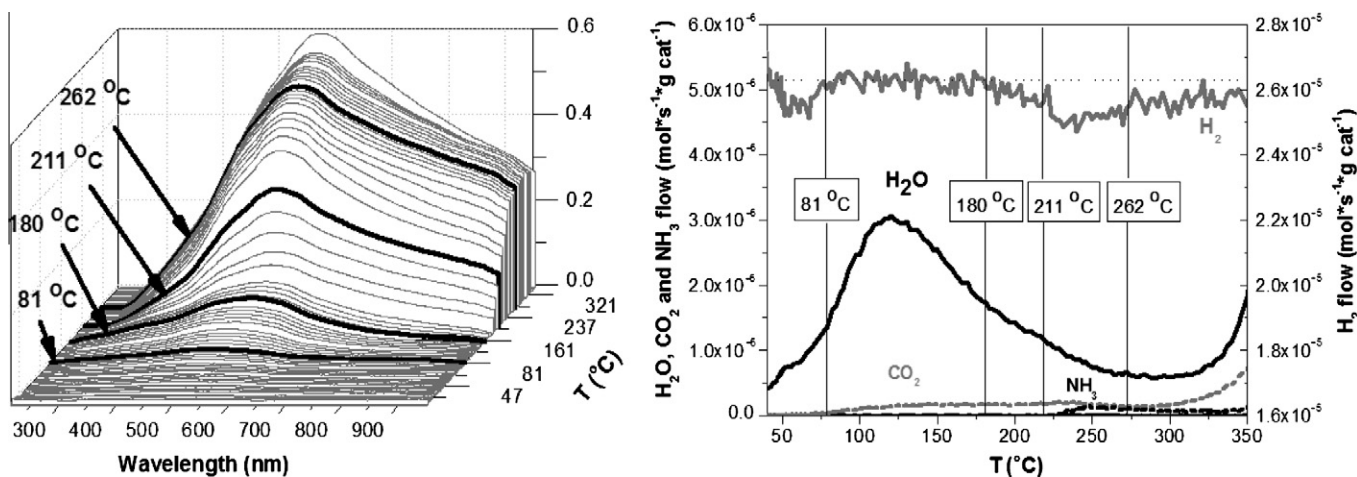 0.6
0.4
0.2
0.0
262 °C
211 °C
180 °C
81 °C
321
237
161
81
47
T (°C)
300 400 500 600 700 800 900
Wavelength (nm)
6.0x10⁻⁶
5.0x10⁻⁶
4.0x10⁻⁶
3.0x10⁻⁶
2.0x10⁻⁶
1.0x10⁻⁶
0.0
H₂O, CO₂ and NH₃ flow (mol*s⁻¹*g cat⁻¹)
H₂
H₂O
81 °C
180 °C
211 °C
262 °C
CO₂
NH₃
2.8x10⁻⁵
2.6x10⁻⁵
2.4x10⁻⁵
2.2x10⁻⁵
2.0x10⁻⁵
1.8x10⁻⁵
1.6x10⁻⁵
H₂ flow (mol*s⁻¹*g cat⁻¹)
50 100 150 200 250 300 350
T (°C)